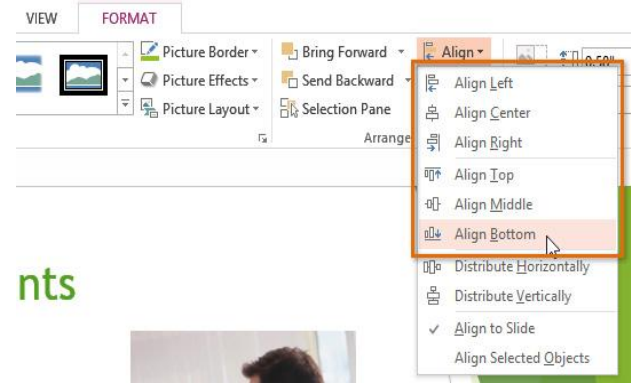 VIEW FORMAT
Picture Border Bring Forward Align
Picture Effects Send Backward
Picture Layout Selection Pane
Arrange
Align Left
Align Center
Align Right
Align Top
Align Middle
Align Bottom
Distribute Horizontally
Distribute Vertically
Align to Slide
Align Selected Objects
nts